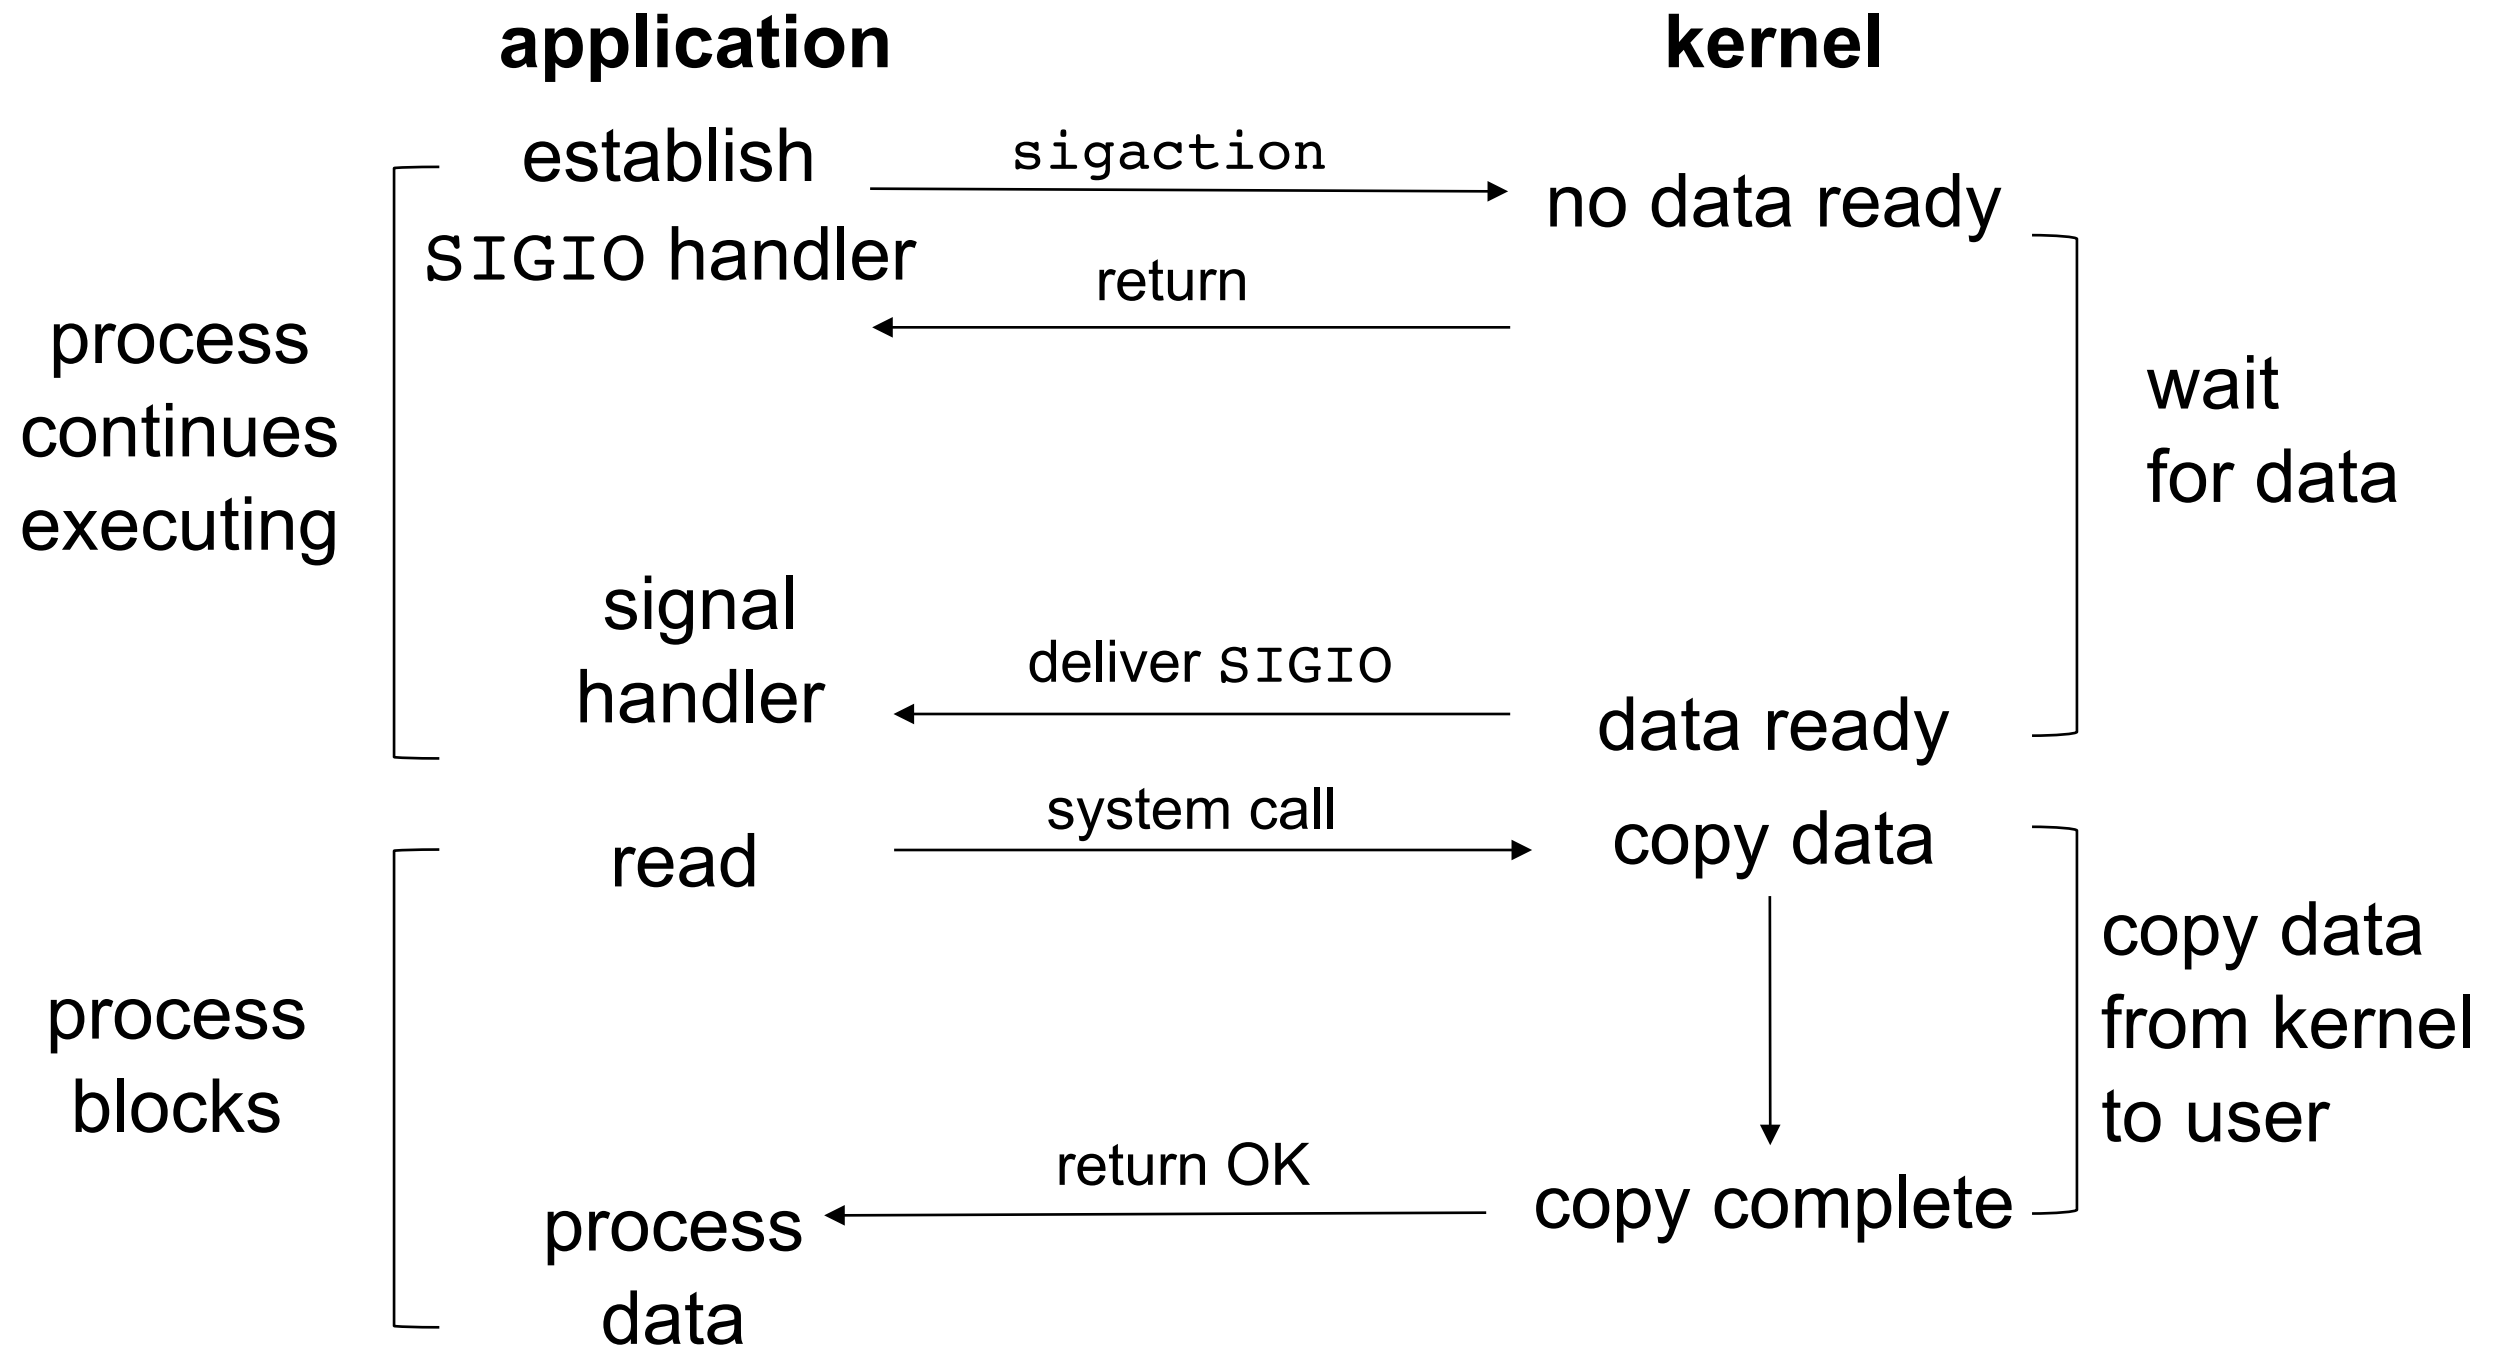 application
kernel
establish
SIGIO handler
sigaction
no data ready
return
process
continues
executing
wait
for data
signal
handler
deliver SIGIO
data ready
read
system call
copy data
copy data
from kernel
to user
process
blocks
return OK
copy complete
process
data